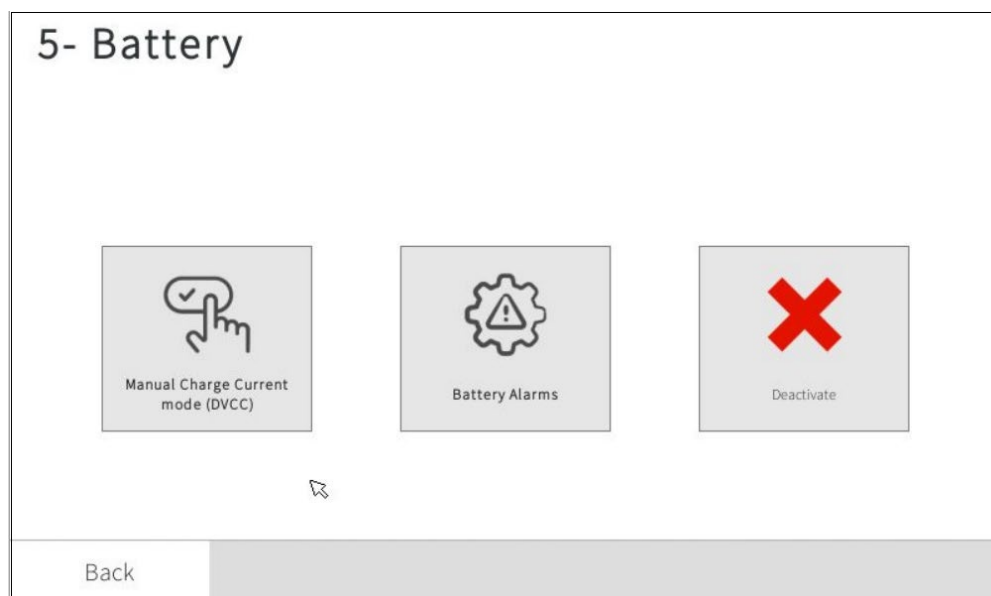 5- Battery
Manual Charge Current
mode (DVCC)
Battery Alarms
Deactivate
Back